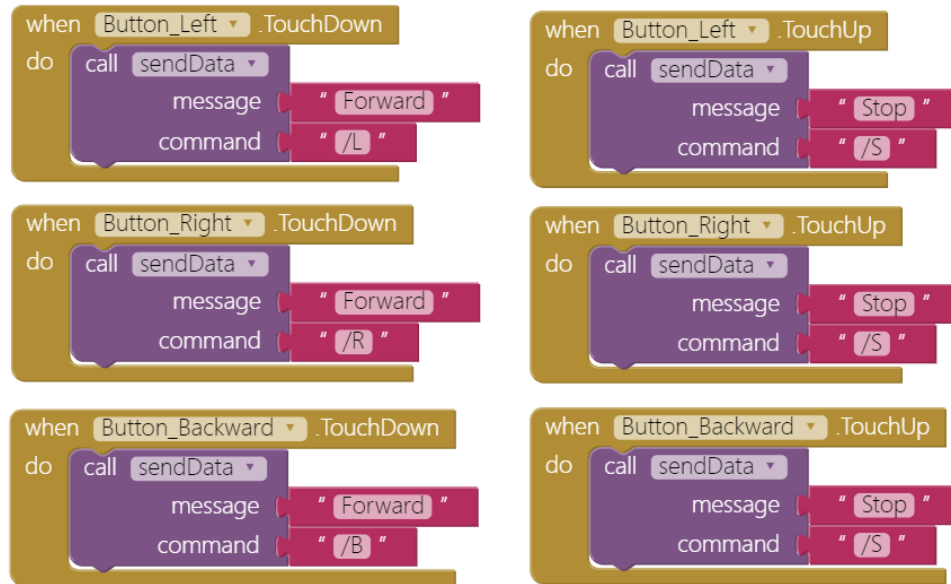 when Button_Left .TouchDown
do call sendData
message " Forward "
command " /L "
when Button_Left .TouchUp
do call sendData
message " Stop "
command " /S "
when Button_Right .TouchDown
do call sendData
message " Forward "
command " /R "
when Button_Right .TouchUp
do call sendData
message " Stop "
command " /S "
when Button_Backward .TouchDown
do call sendData
message " Forward "
command " /B "
when Button_Backward .TouchUp
do call sendData
message " Stop "
command " /S "